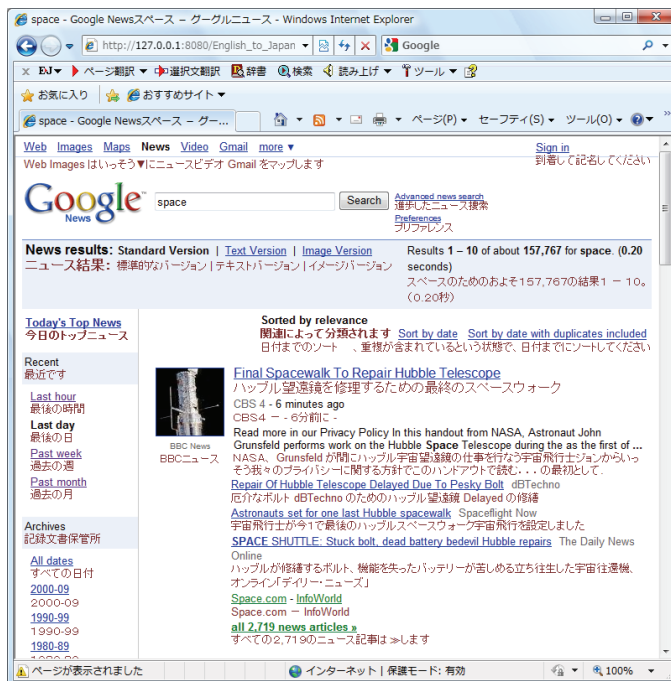 space - Google Newsスペース – グーグルニュース - Windows Internet Explorer
http://127.0.0.1:8080/English_to_Japan
Google
EJ ページ翻訳 選択文翻訳 辞書 検索 読み上げ ツール
お気に入り おすすめサイト
space - Google Newsスペース – グー...
ページ(P) セーフティ(S) ツール(O)
Web Images Maps News Video Gmail more ▼
Sign in
Web Images はいっそう▼にニュースビデオ Gmail をマップします
到着して記名してください
Google News
space
Search
Advanced news search
進歩したニュース捜索
Preferences
プリファレンス
News results: Standard Version | Text Version | Image Version
ニュース結果: 標準的なバージョン | テキストバージョン | イメージバージョン
Results 1 – 10 of about 157,767 for space. (0.20
seconds)
スペースのためのおよそ157,767の結果1 － 10。
(0.20秒)
Today's Top News
今日のトップニュース
Recent
最近です
Last hour
最後の時間
Last day
最後の日
Past week
過去の週
Past month
過去の月
Archives
記録文書保管所
All dates
すべての日付
2000-09
2000-09
1990-99
1990-99
1980-89
Sorted by relevance
関連によって分類されます Sort by date Sort by date with duplicates included
日付までのソート 、重複が含まれているという状態で、日付までにソートしてください
BBC News
BBCニュース
Final Spacewalk To Repair Hubble Telescope
ハッブル望遠鏡を修理するための最終のスペースウォーク
CBS 4 - 6 minutes ago
CBS4 － - 6分前に -
Read more in our Privacy Policy In this handout from NASA, Astronaut John
Grunsfeld performs work on the Hubble Space Telescope during the as the first of ...
NASA、Grunsfeld が間にハッブル宇宙望遠鏡の仕事を行なう宇宙飛行士ジョンからいっ
そう我々のプライバシーに関する方針でこのハンドアウトで読む・・・の最初として.
Repair Of Hubble Telescope Delayed Due To Pesky Bolt dBTechno
厄介なボルト dBTechno のためのハッブル望遠鏡 Delayed の修繕
Astronauts set for one last Hubble spacewalk Spaceflight Now
宇宙飛行士が今1で最後のハッブルスペースウォーク宇宙飛行を設定しました
SPACE SHUTTLE: Stuck bolt, dead battery bedevil Hubble repairs The Daily News
Online
ハッブルが修繕するボルト、機能を失ったバッテリーが苦しめる立ち往生した宇宙往還機、
オンライン「デイリー・ニューズ」
Space.com - InfoWorld
Space.com － InfoWorld
all 2,719 news articles »
すべての2,719のニュース記事は ≫します
ページが表示されました
インターネット | 保護モード: 有効
100%